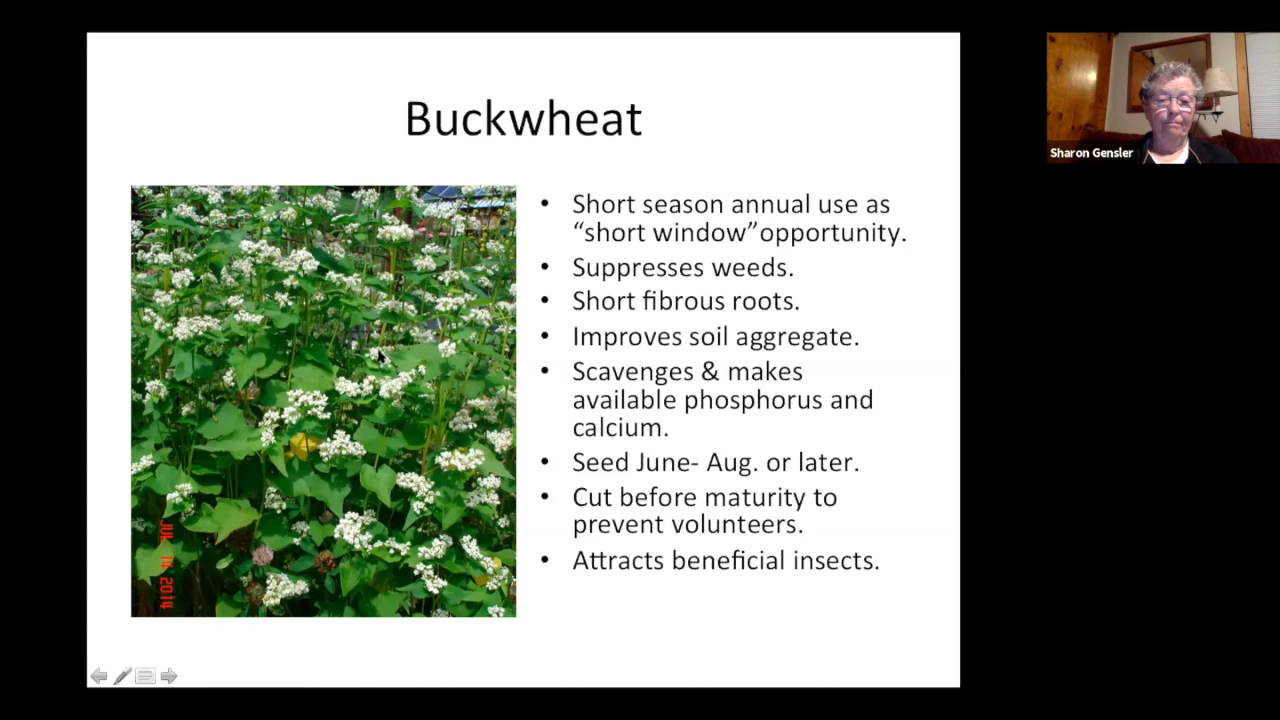 Buckwheat
• Short season annual use as
“short window”opportunity.
• Suppresses weeds.
• Short fibrous roots.
• Improves soil aggregate.
• Scavenges & makes
available phosphorus and
calcium.
• Seed June- Aug. or later.
• Cut before maturity to
prevent volunteers.
• Attracts beneficial insects.
JUL 14 2014
Sharon Gensler